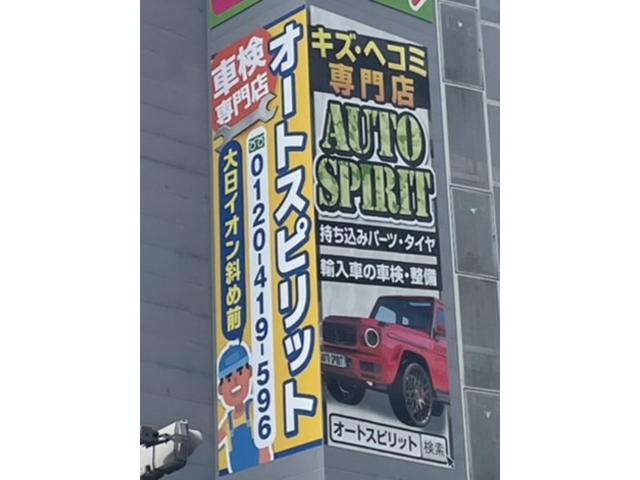 車検
専門店
オートスピリット
0120-419-596
大日イオン斜め前
キズ・ヘコミ
専門店
AUTO
SPIRIT
持ち込みパーツ・タイヤ
輸入車の車検・整備
AUTO SPIRIT
オートスピリット 検索